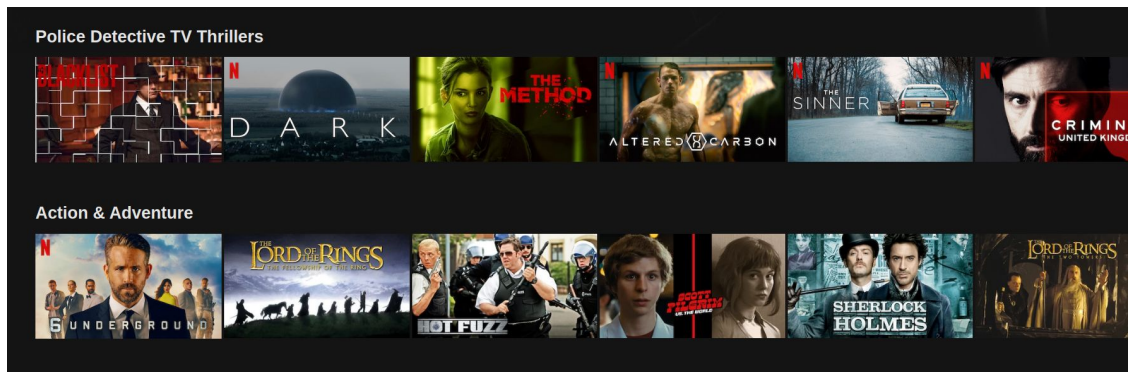 Police Detective TV Thrillers
BLACKLIST
N
DARK
THE
METHOD
N
ALTERED CARBON
N
THE
SINNER
N
CRIMIN
UNITED KINGD
Action & Adventure
N
6 UNDERGROUND
THE
LORD OF THE RINGS
THE FELLOWSHIP OF THE RING
HOT FUZZ
SCOTT
PILGRIM
VS. THE WORLD
SHERLOCK
HOLMES
THE
LORD OF THE RINGS
THE TWO TOWERS